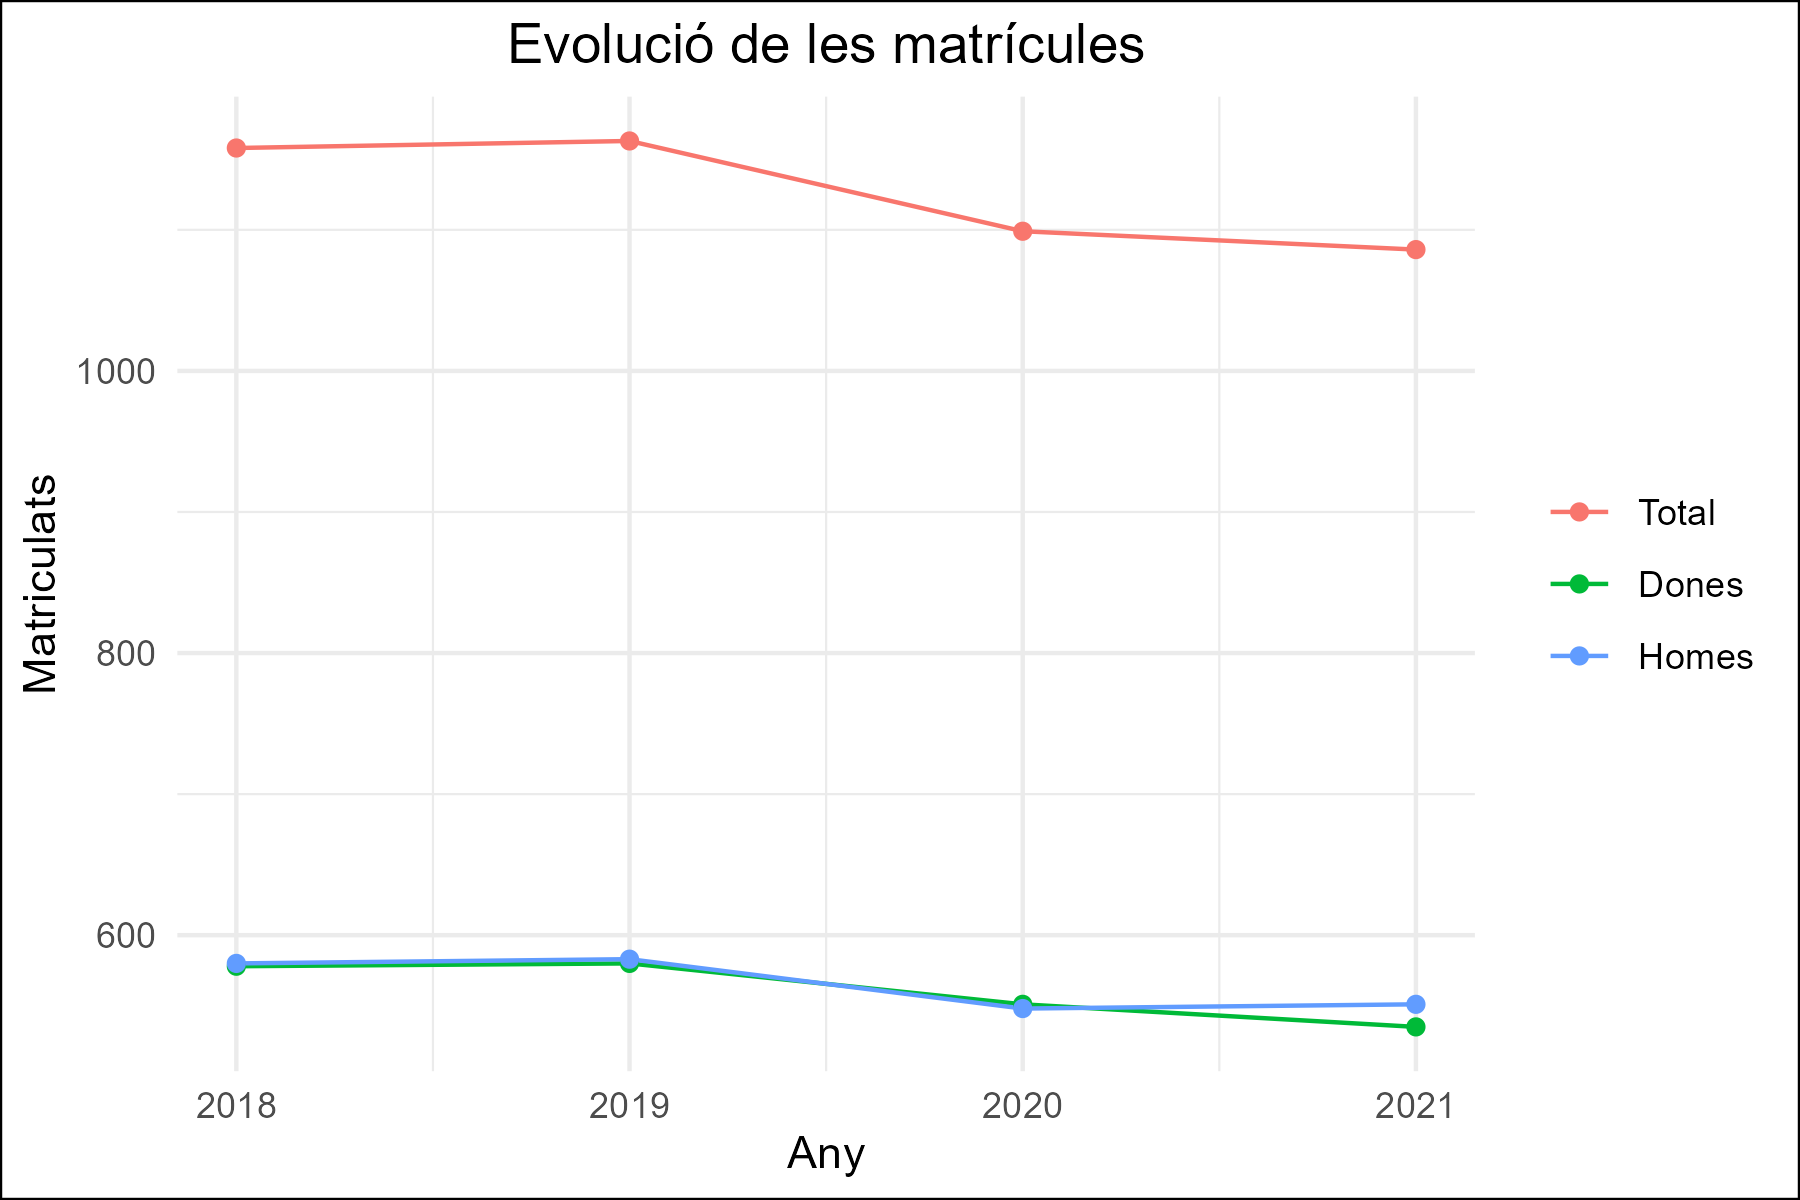 Evolució de les matrícules
1000
800
600
Matriculats
2018
2019
2020
2021
Any
Total
Dones
Homes